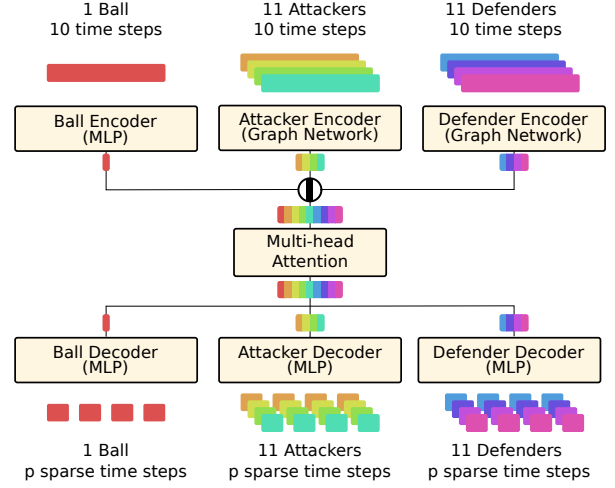 1 Ball
10 time steps
11 Attackers
10 time steps
11 Defenders
10 time steps
Ball Encoder
(MLP)
Attacker Encoder
(Graph Network)
Defender Encoder
(Graph Network)
Multi-head
Attention
Ball Decoder
(MLP)
Attacker Decoder
(MLP)
Defender Decoder
(MLP)
1 Ball
p sparse time steps
11 Attackers
p sparse time steps
11 Defenders
p sparse time steps